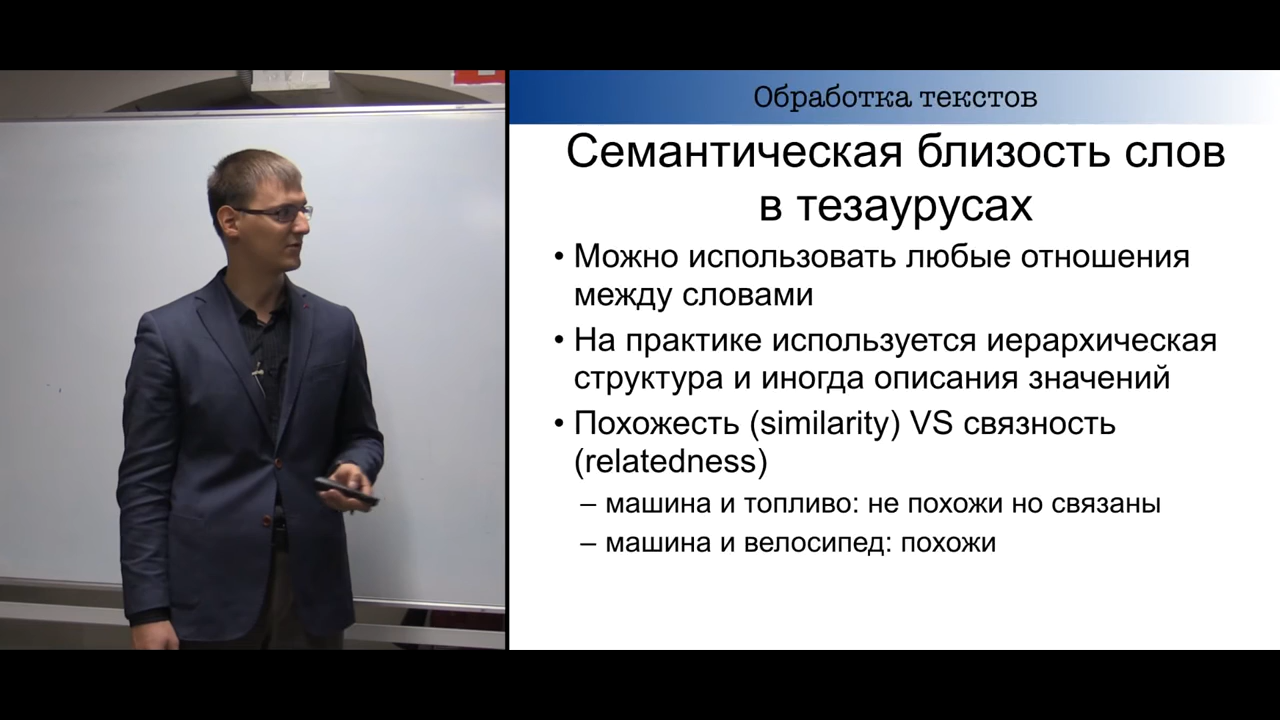 Обработка текстов
Семантическая близость слов
в тезаурусах
• Можно использовать любые отношения
между словами
• На практике используется иерархическая
структура и иногда описания значений
• Похожесть (similarity) VS связность
(relatedness)
– машина и топливо: не похожи но связаны
– машина и велосипед: похожи